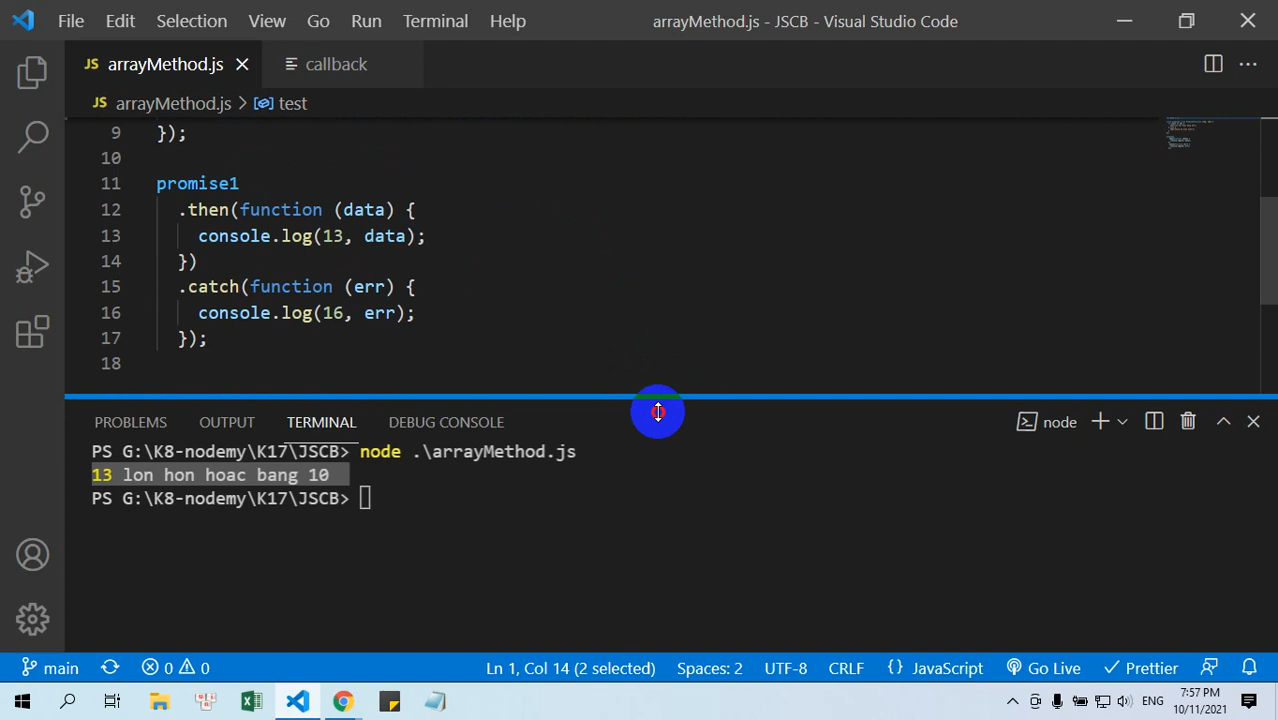 File Edit Selection View Go Run Terminal Help arrayMethod.js - JSCB - Visual Studio Code
JS arrayMethod.js callback
JS arrayMethod.js > test
9 });
10
11 promise1
12 .then(function (data) {
13 console.log(13, data);
14 })
15 .catch(function (err) {
16 console.log(16, err);
17 });
18
PROBLEMS OUTPUT TERMINAL DEBUG CONSOLE node
PS G:\K8-nodemy\K17\JSCB> node .\arrayMethod.js
13 lon hon hoac bang 10
PS G:\K8-nodemy\K17\JSCB>
main 0 0 Ln 1, Col 14 (2 selected) Spaces: 2 UTF-8 CRLF {} JavaScript Go Live Prettier
ENG 7:57 PM
10/11/2021